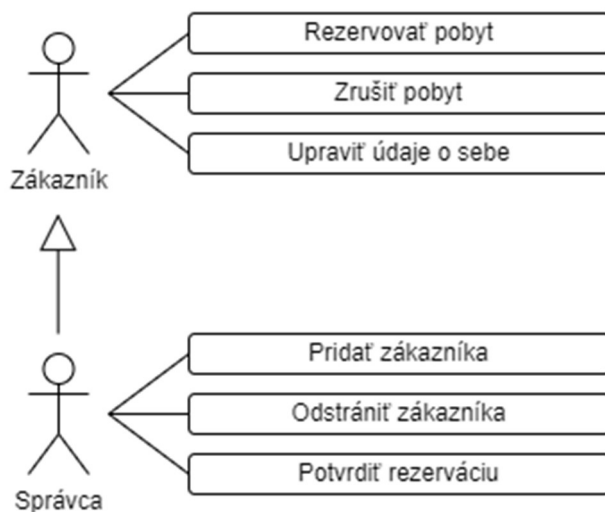 Rezervovať pobyt
Zrušiť pobyt
Upraviť údaje o sebe
Zákazník
Pridať zákazníka
Odstrániť zákazníka
Potvrdiť rezerváciu
Správca